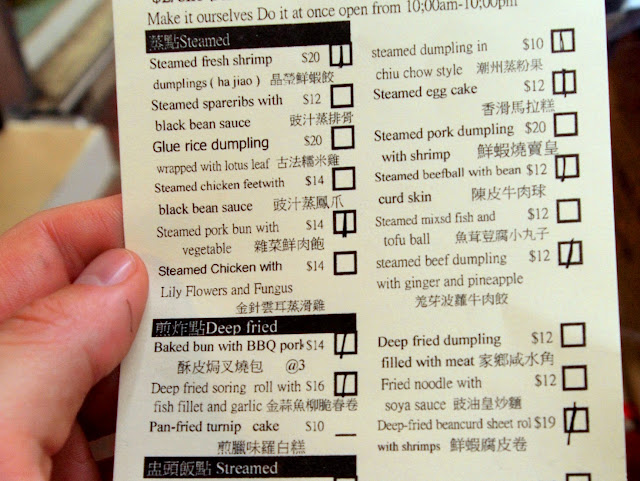 Make it ourselves Do it at once open from 10;00am-10;00pm
蒸點Steamed
Steamed fresh shrimp $20
dumplings ( ha jiao ) 晶瑩鮮蝦餃
Steamed spareribs with $12
black bean sauce 豉汁蒸排骨
Glue rice dumpling $20
wrapped with lotus leaf 古法糯米雞
Steamed chicken feetwith $14
black bean sauce 豉汁蒸鳳爪
Steamed pork bun with $14
vegetable 雜菜鮮肉飽
Steamed Chicken with $14
Lily Flowers and Fungus
金針雲耳蒸滑雞
煎炸點Deep fried
Baked bun with BBQ pork $14
酥皮焗叉燒包 @3
Deep fried soring roll with $16
fish fillet and garlic 金蒜魚柳脆春卷
Pan-fried turnip cake $10
煎臘味羅白糕
盅頭飯點 Streamed
steamed dumpling in $10
chiu chow style 潮州蒸粉果
Steamed egg cake $12
香滑馬拉糕
Steamed pork dumpling $20
with shrimp 鮮蝦燒賣皇
Steamed beefball with bean $12
curd skin 陳皮牛肉球
Steamed mixsd fish and $12
tofu ball 魚茸荳腐小丸子
steamed beef dumpling $12
with ginger and pineapple
羗芽波蘿牛肉餃
Deep fried dumpling $12
filled with meat 家鄉咸水角
Fried noodle with $12
soya sauce 豉油皇炒麵
Deep-fried beancurd sheet rol $19
with shrimps 鮮蝦腐皮卷